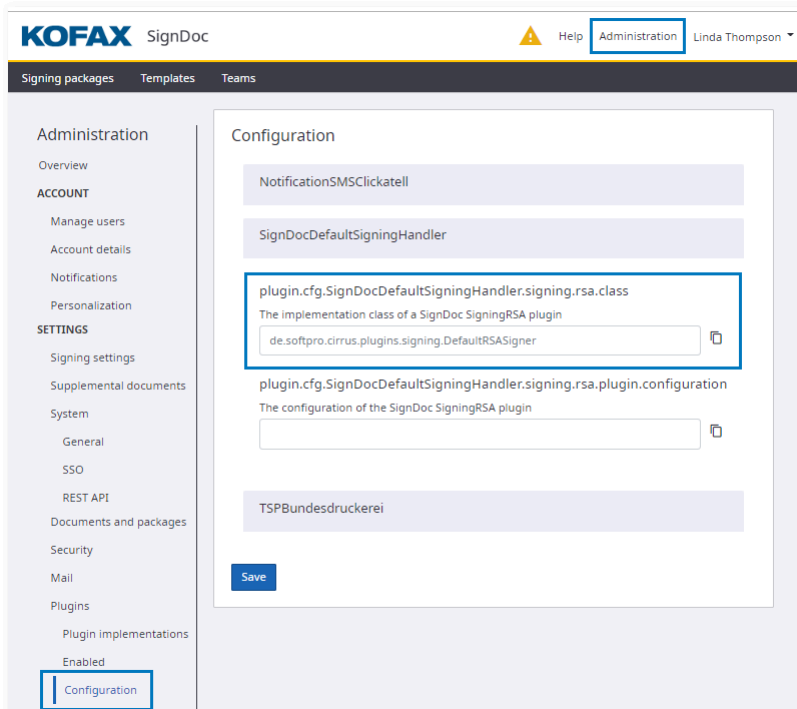 KOFAX SignDoc
Help Administration Linda Thompson
Signing packages Templates Teams
Administration
Overview
ACCOUNT
Manage users
Account details
Notifications
Personalization
SETTINGS
Signing settings
Supplemental documents
System
General
SSO
REST API
Documents and packages
Security
Mail
Plugins
Plugin implementations
Enabled
Configuration
Configuration
NotificationSMSClickatell
SignDocDefaultSigningHandler
plugin.cfg.SignDocDefaultSigningHandler.signing.rsa.class
The implementation class of a SignDoc SigningRSA plugin
de.softpro.cirrus.plugins.signing.DefaultRSASigner
plugin.cfg.SignDocDefaultSigningHandler.signing.rsa.plugin.configuration
The configuration of the SignDoc SigningRSA plugin
TSPBundesdruckerei
Save